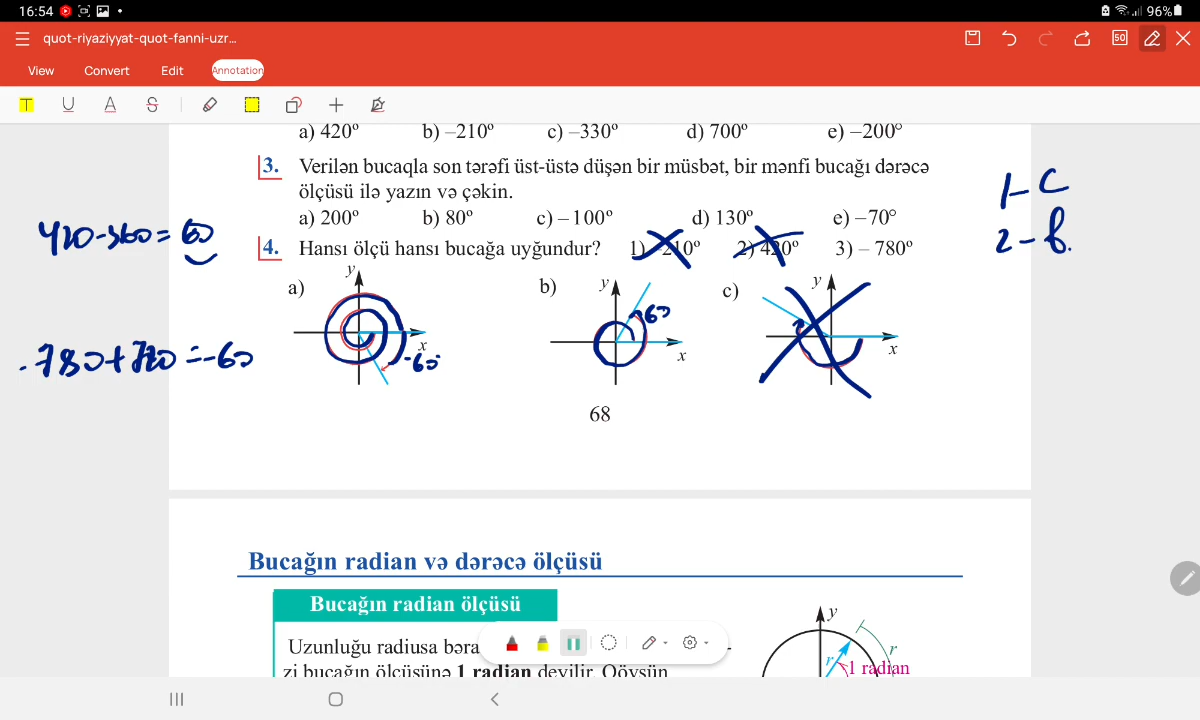 16:54 96%
quot-riyaziyyat-quot-fanni-uzr...
50
View Convert Edit Annotation
T U A S
a) 420º b) –210º c) –330º d) 700º e) –200º
3. Verilən bucaqla son tərəfi üst-üstə düşən bir müsbət, bir mənfi bucağı dərəcə
ölçüsü ilə yazın və çəkin.
a) 200º b) 80º c) –100º d) 130º e) –70º
4. Hansı ölçü hansı bucağa uyğundur? 1) –210º 2) 420º 3) – 780º
1-c
2-b.
420-360=60
-780+720=-60
a) y x -60
b) y x 60
c) y x
68
Bucağın radian və dərəcə ölçüsü
Bucağın radian ölçüsü
Uzunluğu radiusa bəra
zi bucağın ölçüsünə 1 radian deyilir. Qövsün
y
r
r
1 radian